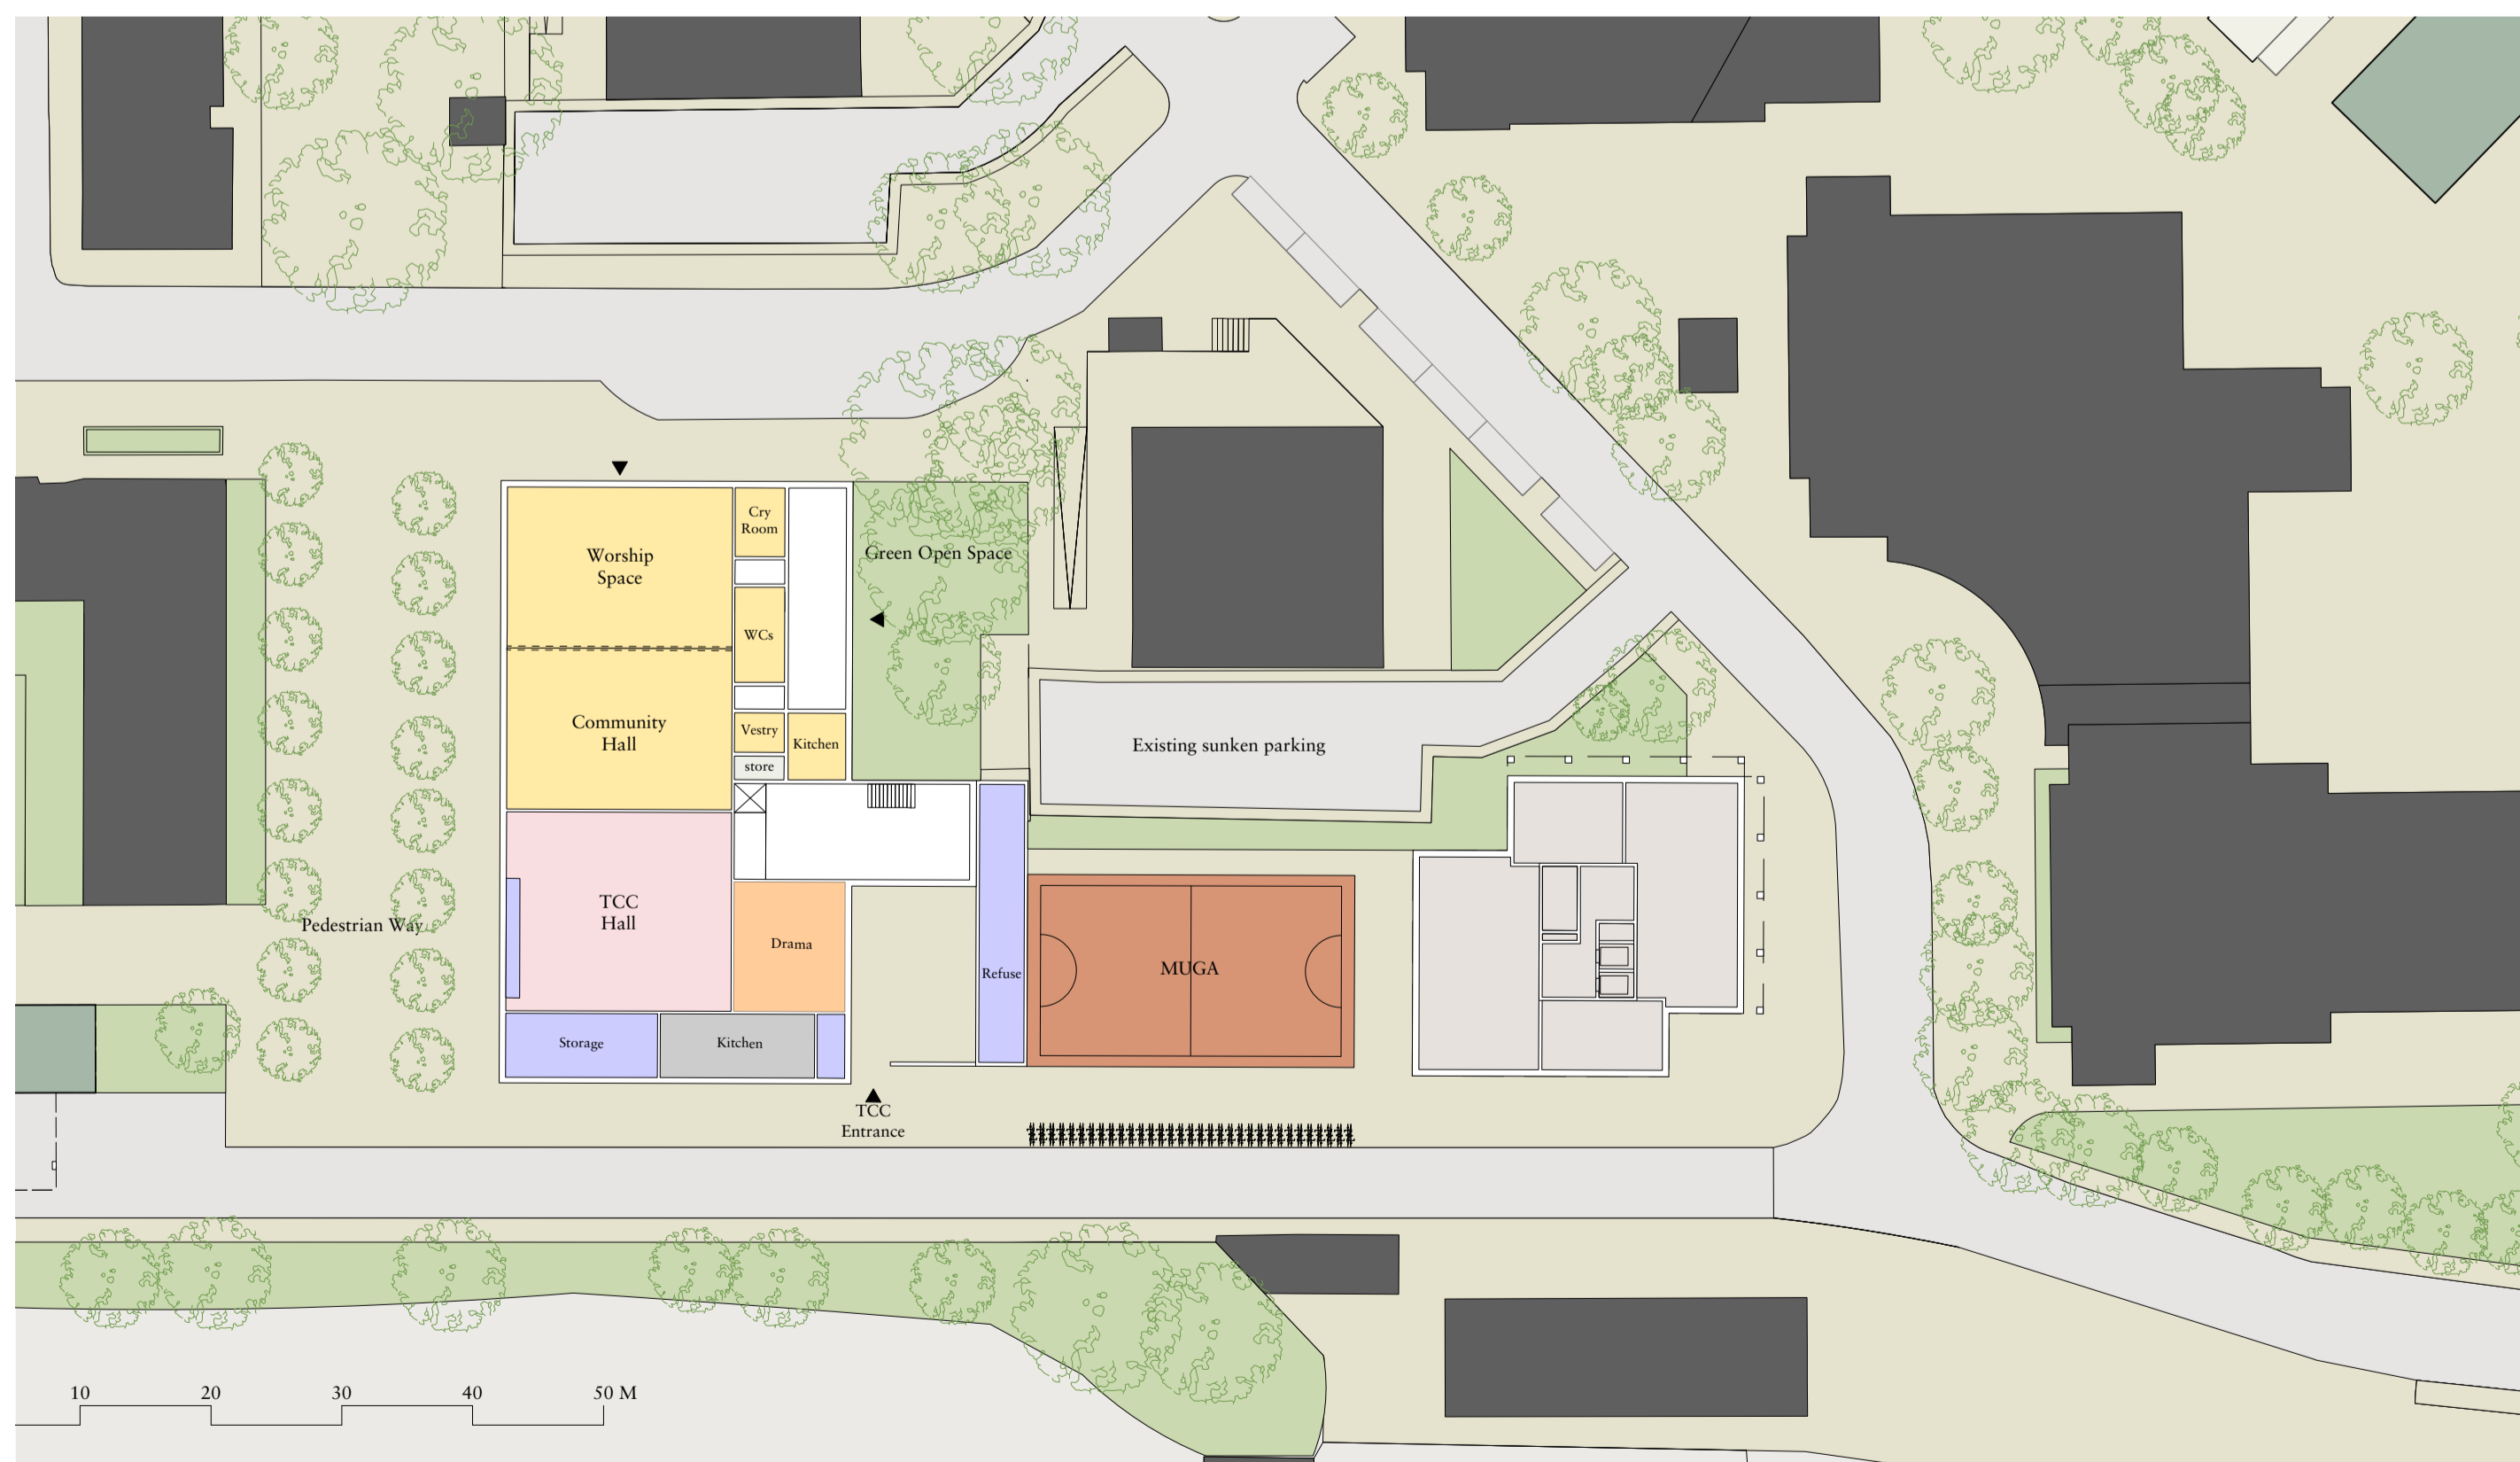 Cry
Room
Worship
Space
Green Open Space
WCs
Community
Hall
Vestry
Kitchen
store
Existing sunken parking
TCC
Hall
Pedestrian Way
Drama
MUGA
Refuse
Storage
Kitchen
TCC
Entrance
10 20 30 40 50 M